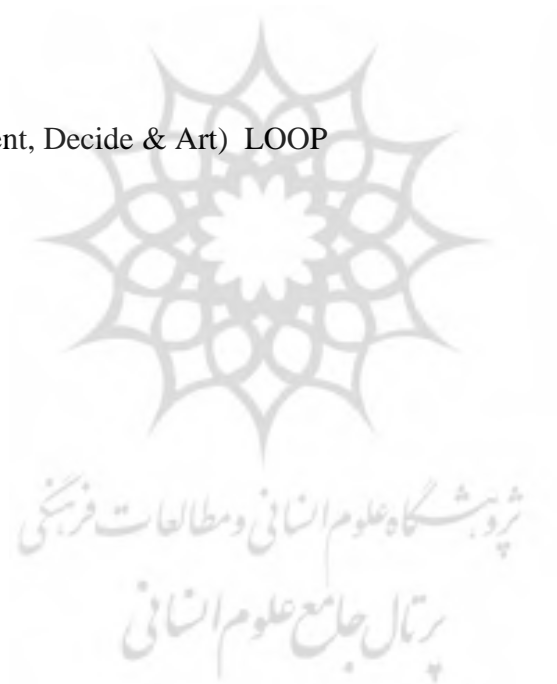 ent, Decide & Art) LOOP
پژوهشگاه علوم انسانی و مطالعات فرهنگی
پرتال جامع علوم انسانی